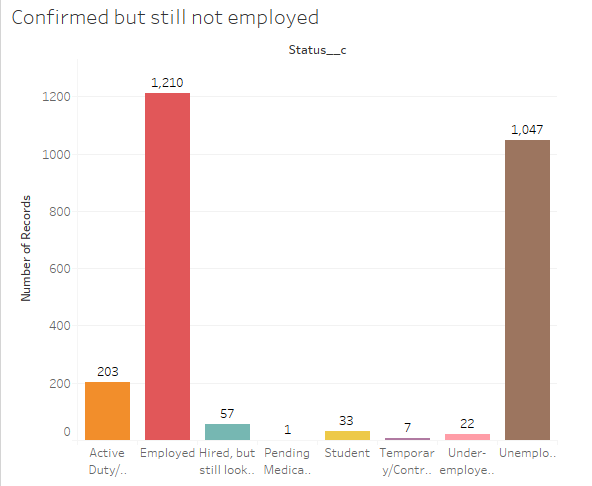 Confirmed but still not employed
Status__c
1,210
1200
1,047
1000
800
Number of Records
600
400
203
200
57
1
33
7
22
0
Active Duty/..
Employed
Hired, but still look..
Pending Medica..
Student
Temporar y/Contr..
Under- employe..
Unemplo..